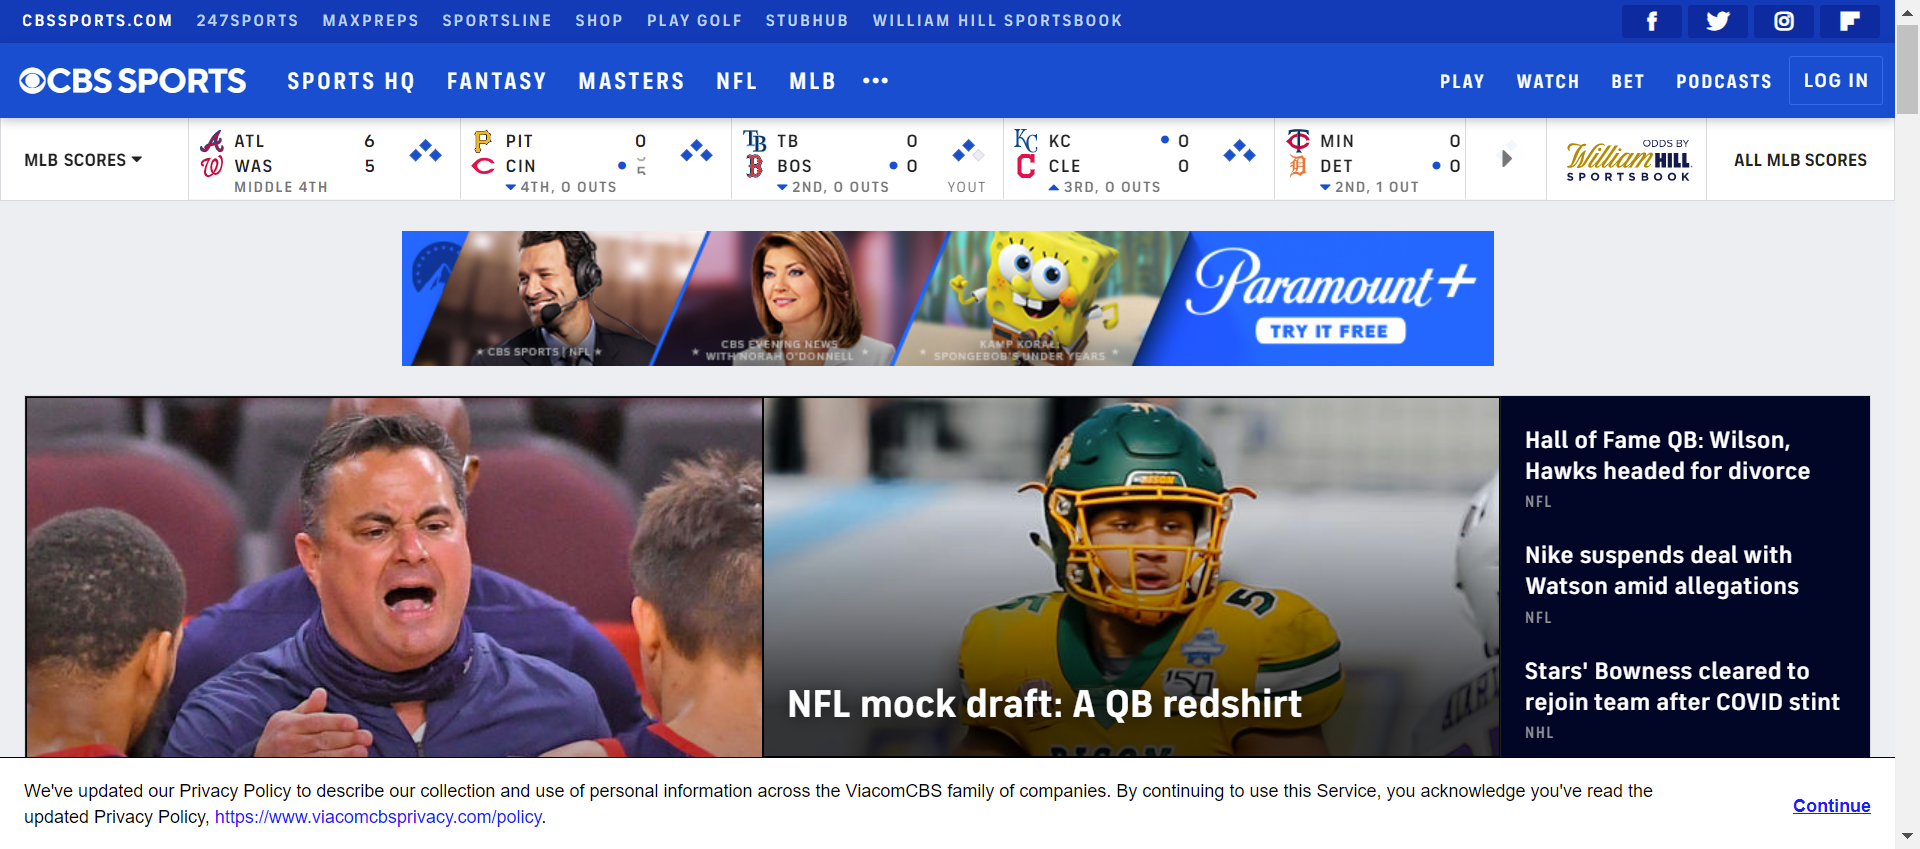 CBSSPORTS.COM 247SPORTS MAXPREPS SPORTSLINE SHOP PLAY GOLF STUBHUB WILLIAM HILL SPORTSBOOK
CBS SPORTS SPORTS HQ FANTASY MASTERS NFL MLB ••• PLAY WATCH BET PODCASTS LOG IN
MLB SCORES
ATL 6
WAS 5
MIDDLE 4TH
PIT 0
CIN
4TH, 0 OUTS
TB 0
BOS 0
2ND, 0 OUTS YOUT
KC 0
CLE 0
3RD, 0 OUTS
MIN 0
DET 0
2ND, 1 OUT
ODDS BY
William HILL
SPORTSBOOK
ALL MLB SCORES
CBS SPORTS | NFL
CBS EVENING NEWS
WITH NORAH O'DONNELL
KAMP KORAL:
SPONGEBOB'S UNDER YEARS
Paramount+
TRY IT FREE
BISON
5
5
150
BISON
NFL mock draft: A QB redshirt
Hall of Fame QB: Wilson,
Hawks headed for divorce
NFL
Nike suspends deal with
Watson amid allegations
NFL
Stars' Bowness cleared to
rejoin team after COVID stint
NHL
We've updated our Privacy Policy to describe our collection and use of personal information across the ViacomCBS family of companies. By continuing to use this Service, you acknowledge you've read the
updated Privacy Policy, https://www.viacomcbsprivacy.com/policy.
Continue